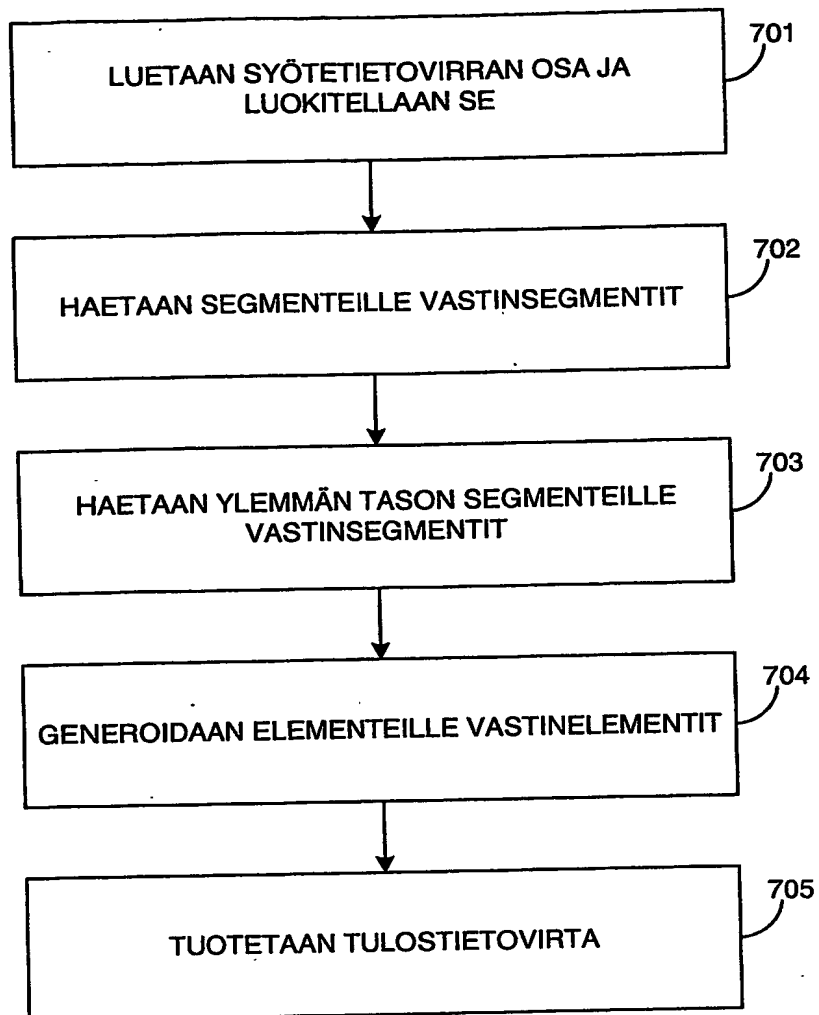 701
LUETAAN SYÖTETIETOVIRRAN OSA JA
LUOKITELLAAN SE
702
HAETAAN SEGMENTEILLE VASTINSEGMENTIT
703
HAETAAN YLEMMÄN TASON SEGMENTEILLE
VASTINSEGMENTIT
704
GENEROIDAAN ELEMENTEILLE VASTINELEMENTIT
705
TUOTETAAN TULOSTIETOVIRTA